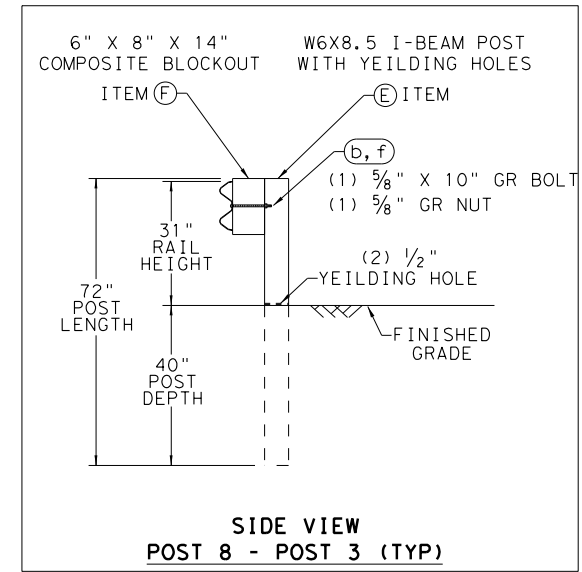 6" X 8" X 14"
COMPOSITE BLOCKOUT
ITEM F
W6X8.5 I-BEAM POST
WITH YEILDING HOLES
E ITEM
b, f
(1) 5/8" X 10" GR BOLT
(1) 5/8" GR NUT
31"
RAIL
HEIGHT
(2) 1/2"
YEILDING HOLE
72"
POST
LENGTH
FINISHED
GRADE
40"
POST
DEPTH
SIDE VIEW
POST 8 - POST 3 (TYP)